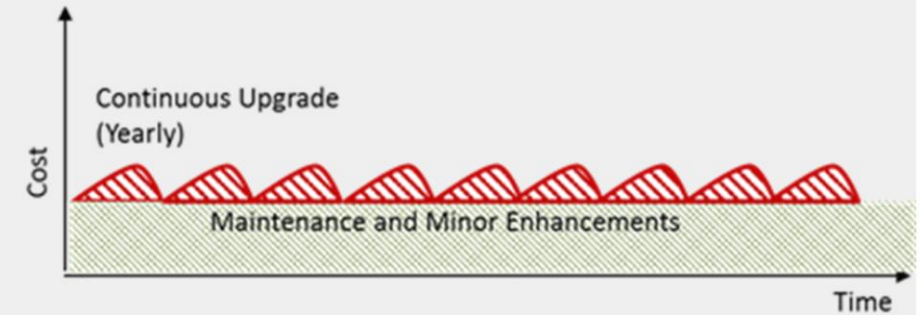 Continuous Upgrade
(Yearly)
Cost
Maintenance and Minor Enhancements
Time